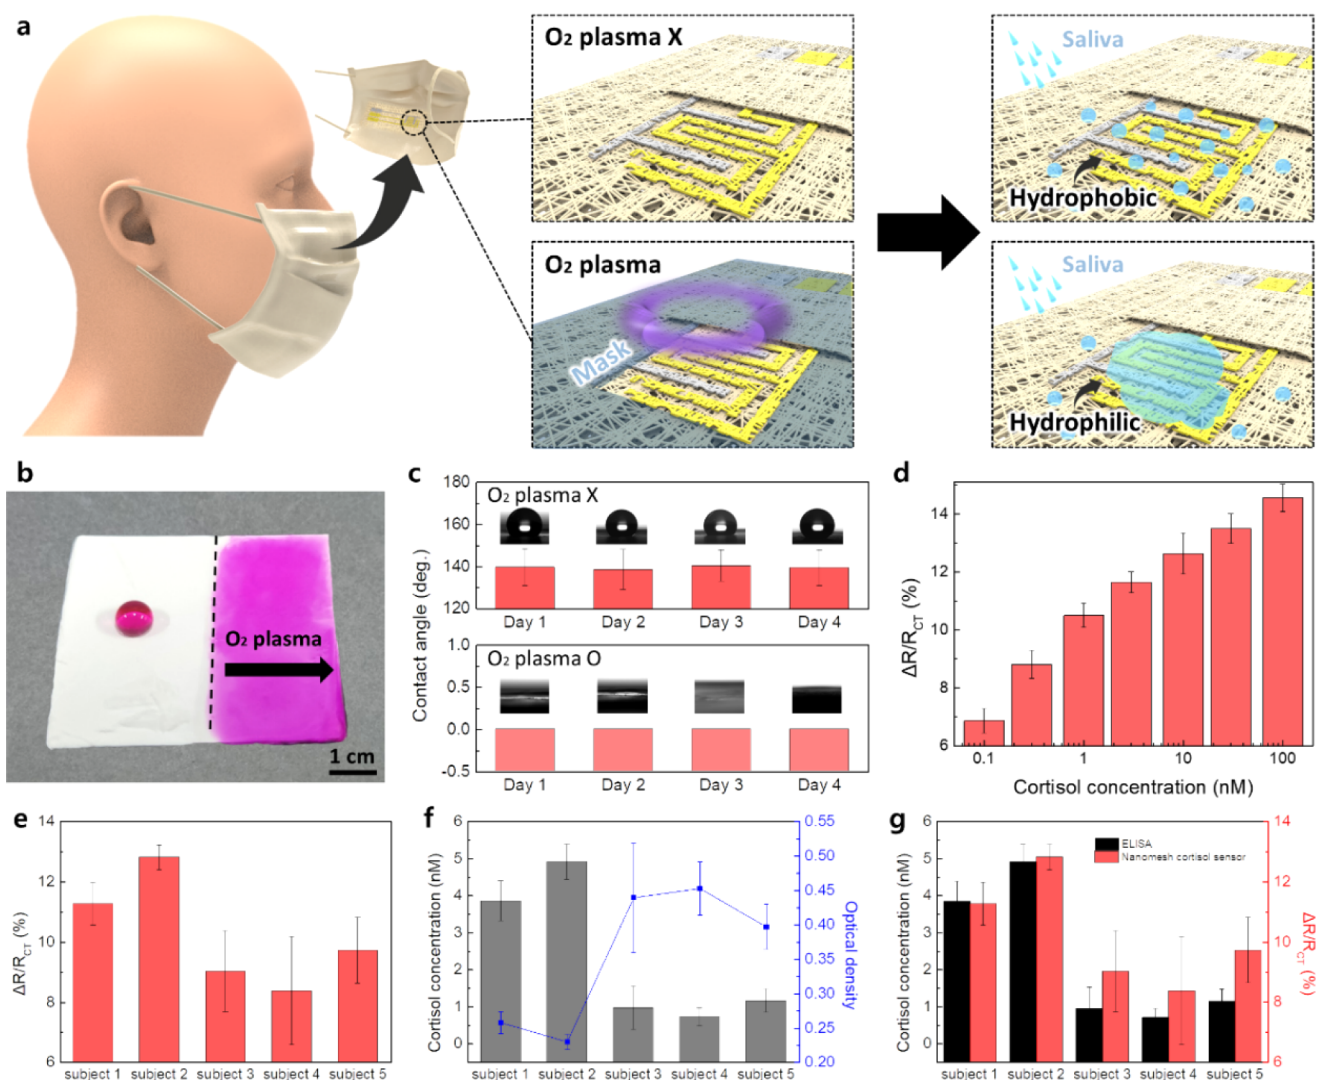 a
O₂ plasma X
Saliva
Hydrophobic
O₂ plasma
Mask
Saliva
Hydrophilic
b
O₂ plasma
1 cm
c
Contact angle (deg.)
180
160
140
120
O₂ plasma X
Day 1 Day 2 Day 3 Day 4
1.0
0.5
0.0
-0.5
O₂ plasma O
Day 1 Day 2 Day 3 Day 4
d
ΔR/R_CT (%)
14
12
10
8
6
0.1 1 10 100
Cortisol concentration (nM)
e
ΔR/R_CT (%)
14
12
10
8
6
subject 1 subject 2 subject 3 subject 4 subject 5
f
Cortisol concentration (nM)
6
5
4
3
2
1
0
0.55
0.50
0.45
0.40
0.35
0.30
0.25
0.20
Optical density
subject 1 subject 2 subject 3 subject 4 subject 5
g
Cortisol concentration (nM)
6
5
4
3
2
1
0
ELISA
Nanomesh cortisol sensor
14
12
10
8
6
ΔR/R_CT (%)
subject 1 subject 2 subject 3 subject 4 subject 5